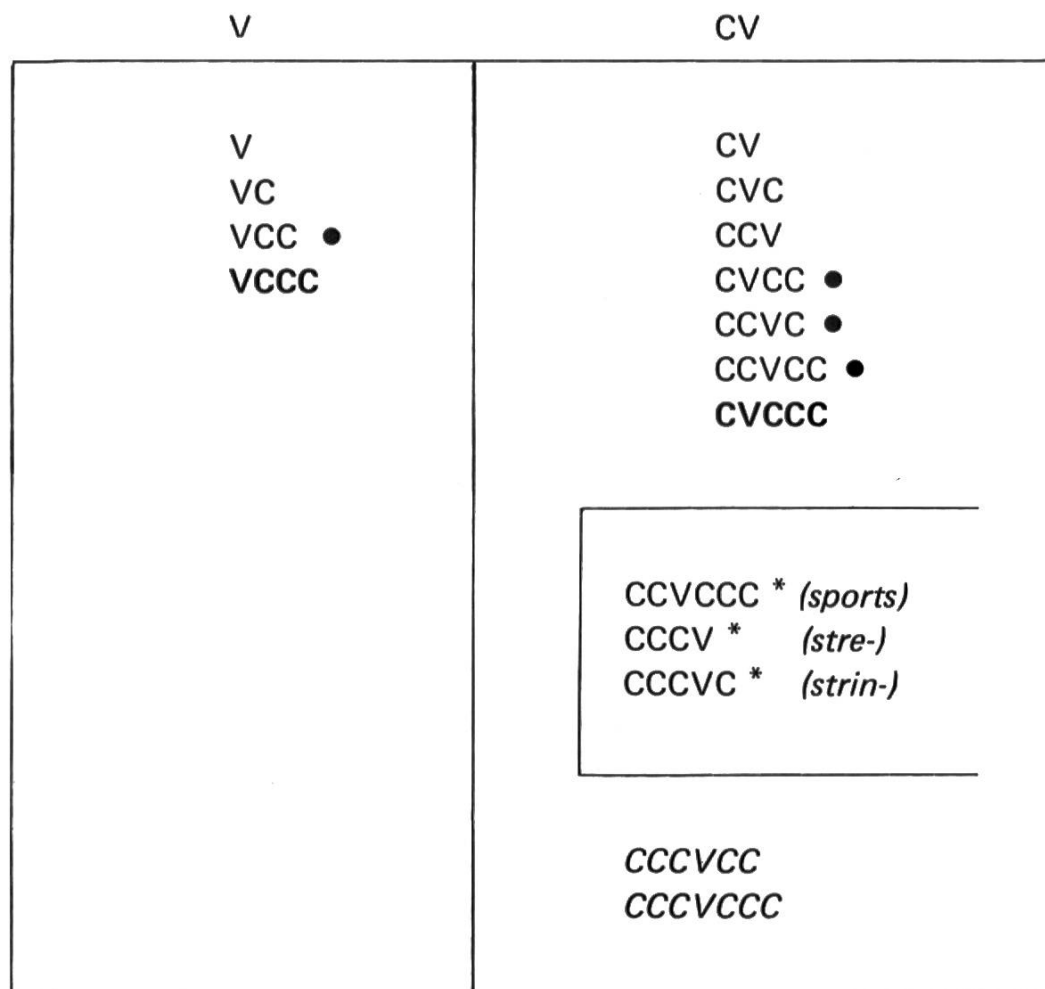 V CV
V CV
VC CVC
VCC ● CCV
VCCC CVCC ●
CCVC ●
CCVCC ●
CVCCC
CCVCCC * (sports)
CCCV * (stre-)
CCCVC * (strin-)
CCCVCC
CCCVCCC